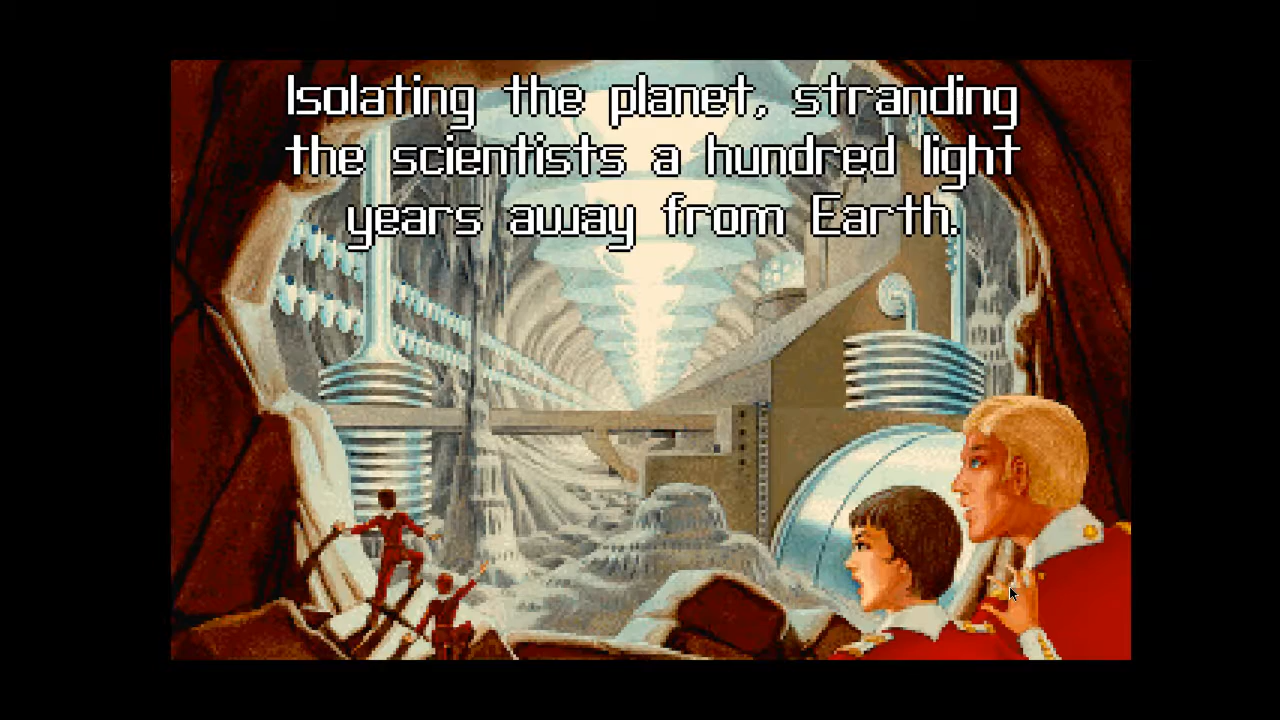 Isolating the planet, stranding
the scientists a hundred light
years away from Earth.